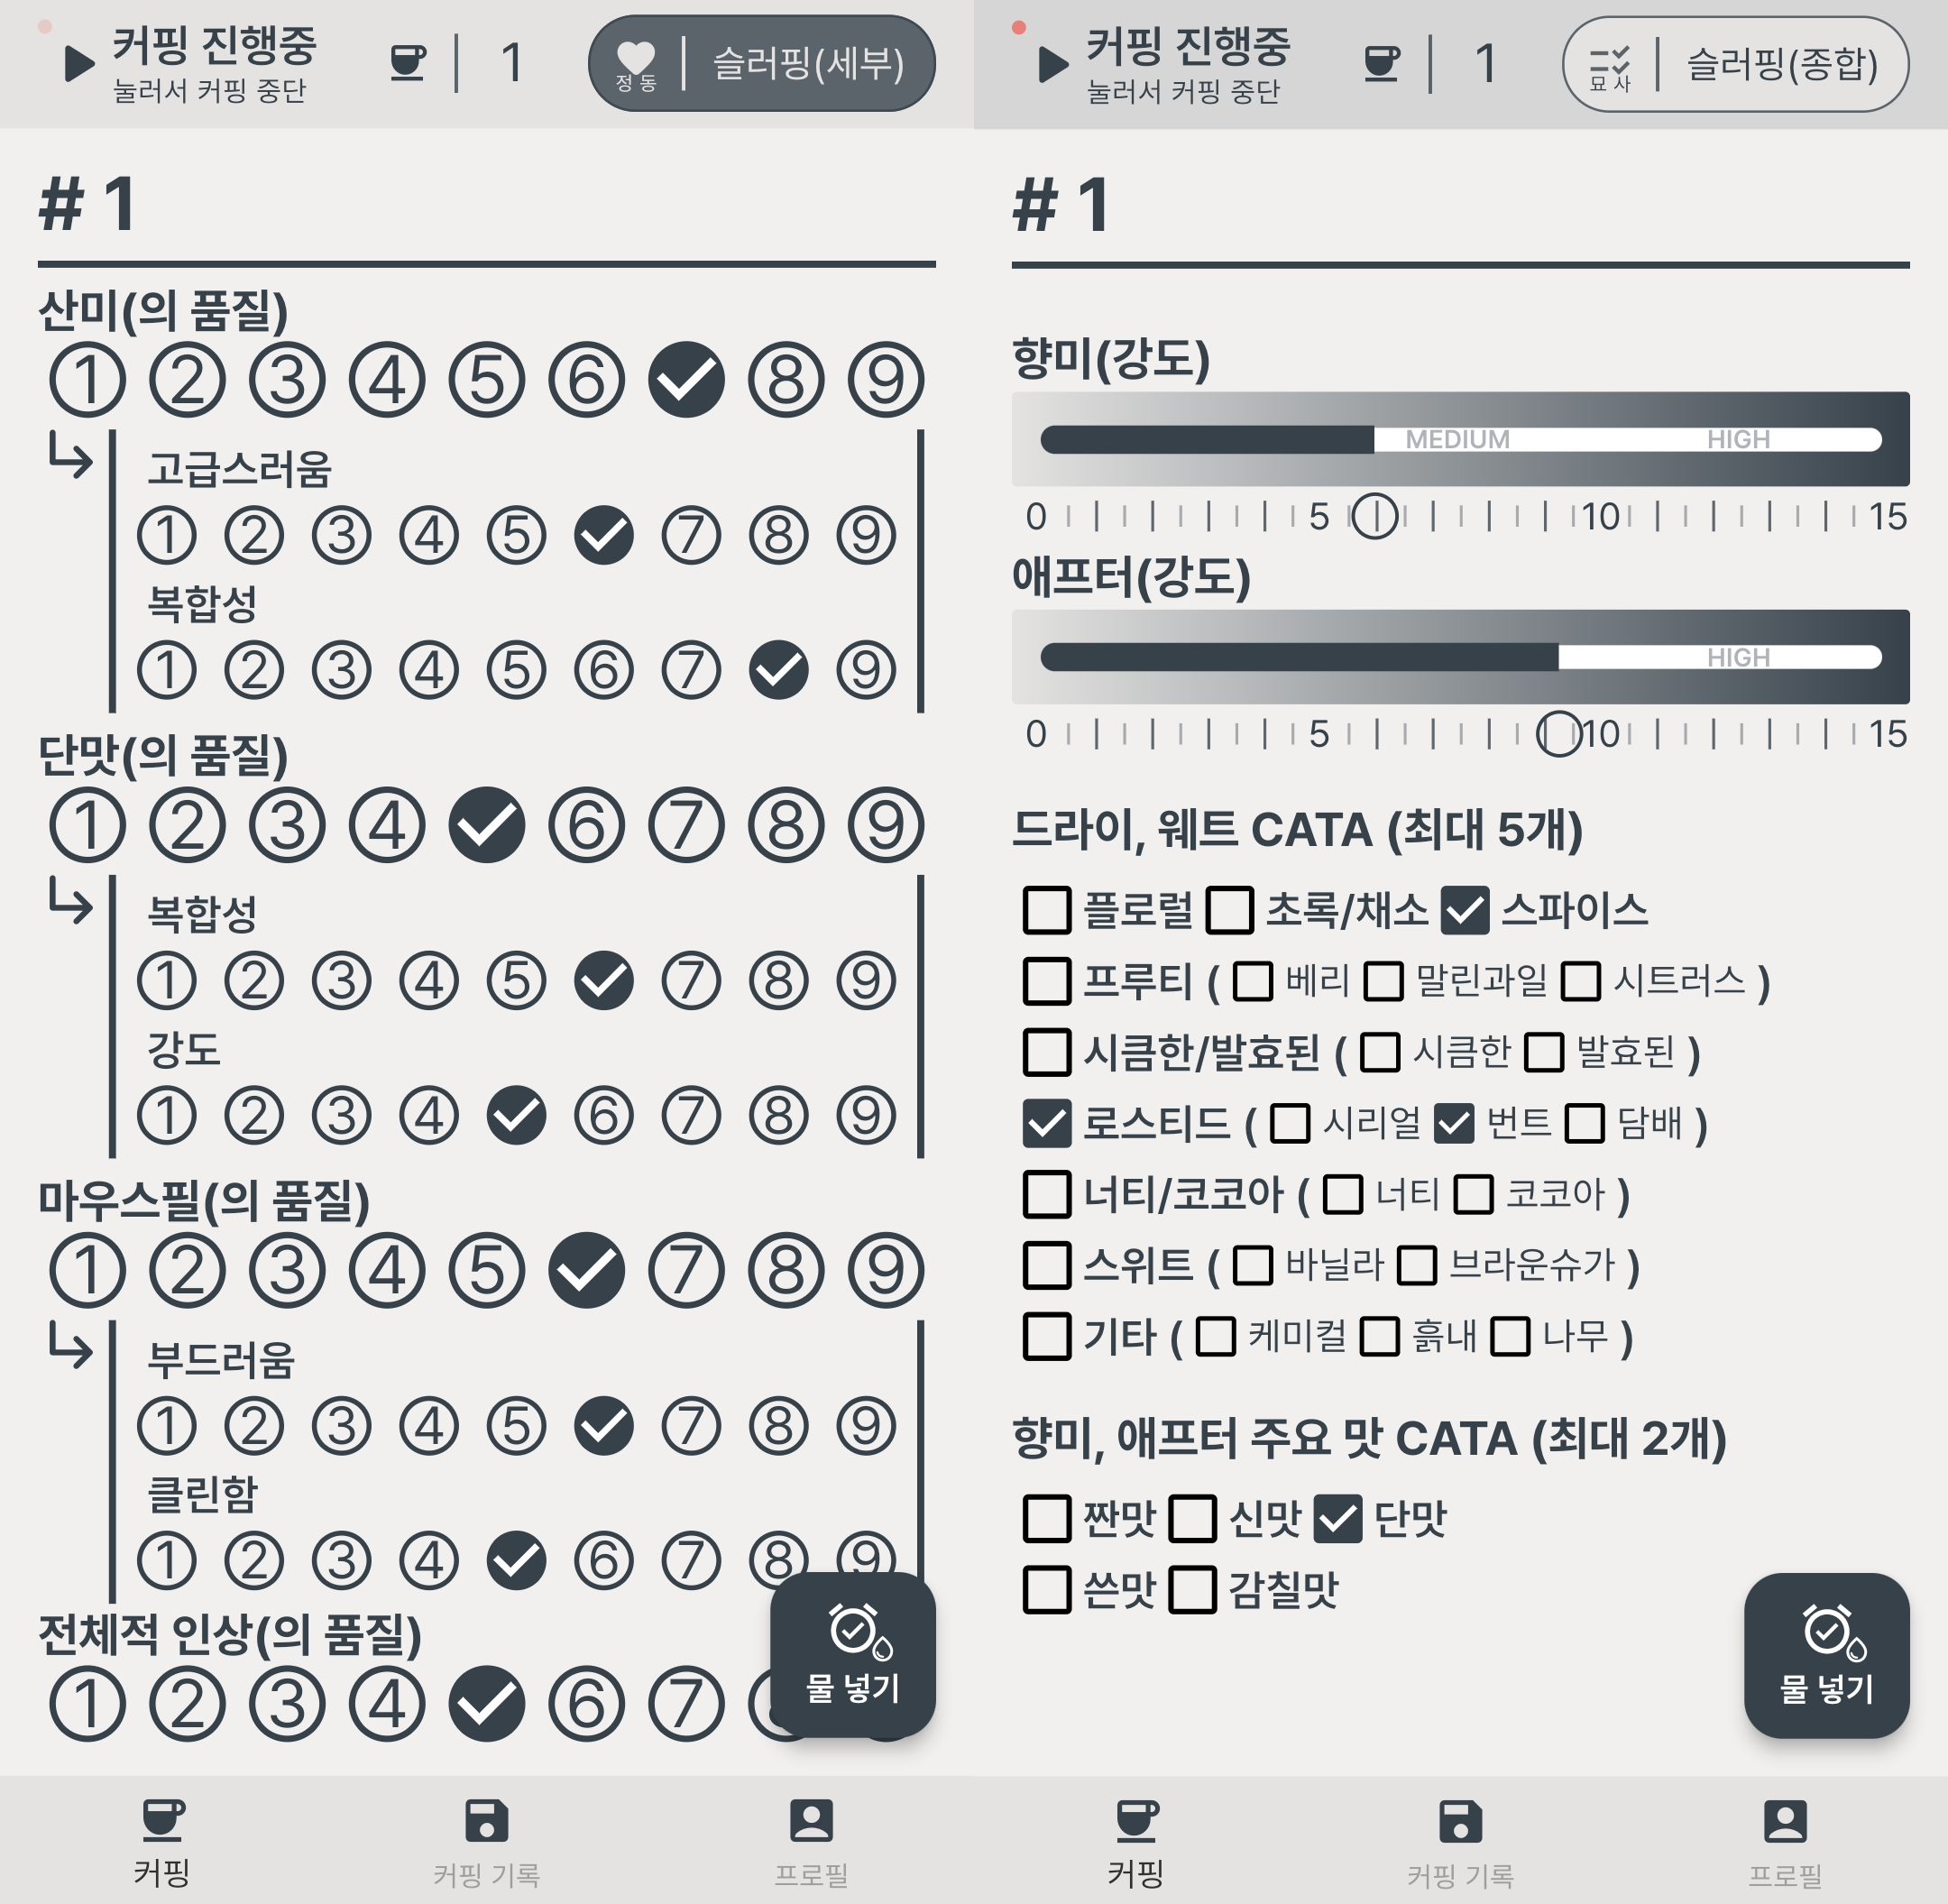 커핑 진행중
눌러서 커핑 중단
1
정 동
슬러핑(세부)
# 1
산미(의 품질)
1 2 3 4 5 6 8 9
고급스러움
1 2 3 4 5 7 8 9
복합성
1 2 3 4 5 6 7 9
단맛(의 품질)
1 2 3 4 6 7 8 9
복합성
1 2 3 4 5 7 8 9
강도
1 2 3 4 6 7 8 9
마우스필(의 품질)
1 2 3 4 5 7 8 9
부드러움
1 2 3 4 5 7 8 9
클린함
1 2 3 4 6 7 8 9
전체적 인상(의 품질)
1 2 3 4 6 7
물 넣기
커핑
커핑 기록
프로필
커핑 진행중
눌러서 커핑 중단
1
묘 사
슬러핑(종합)
# 1
향미(강도)
MEDIUM HIGH
0 5 10 15
애프터(강도)
HIGH
0 5 10 15
드라이, 웨트 CATA (최대 5개)
플로럴 초록/채소 스파이스
프루티 ( 베리 말린과일 시트러스 )
시큼한/발효된 ( 시큼한 발효된 )
로스티드 ( 시리얼 번트 담배 )
너티/코코아 ( 너티 코코아 )
스위트 ( 바닐라 브라운슈가 )
기타 ( 케미컬 흙내 나무 )
향미, 애프터 주요 맛 CATA (최대 2개)
짠맛 신맛 단맛
쓴맛 감칠맛
물 넣기
커핑
커핑 기록
프로필